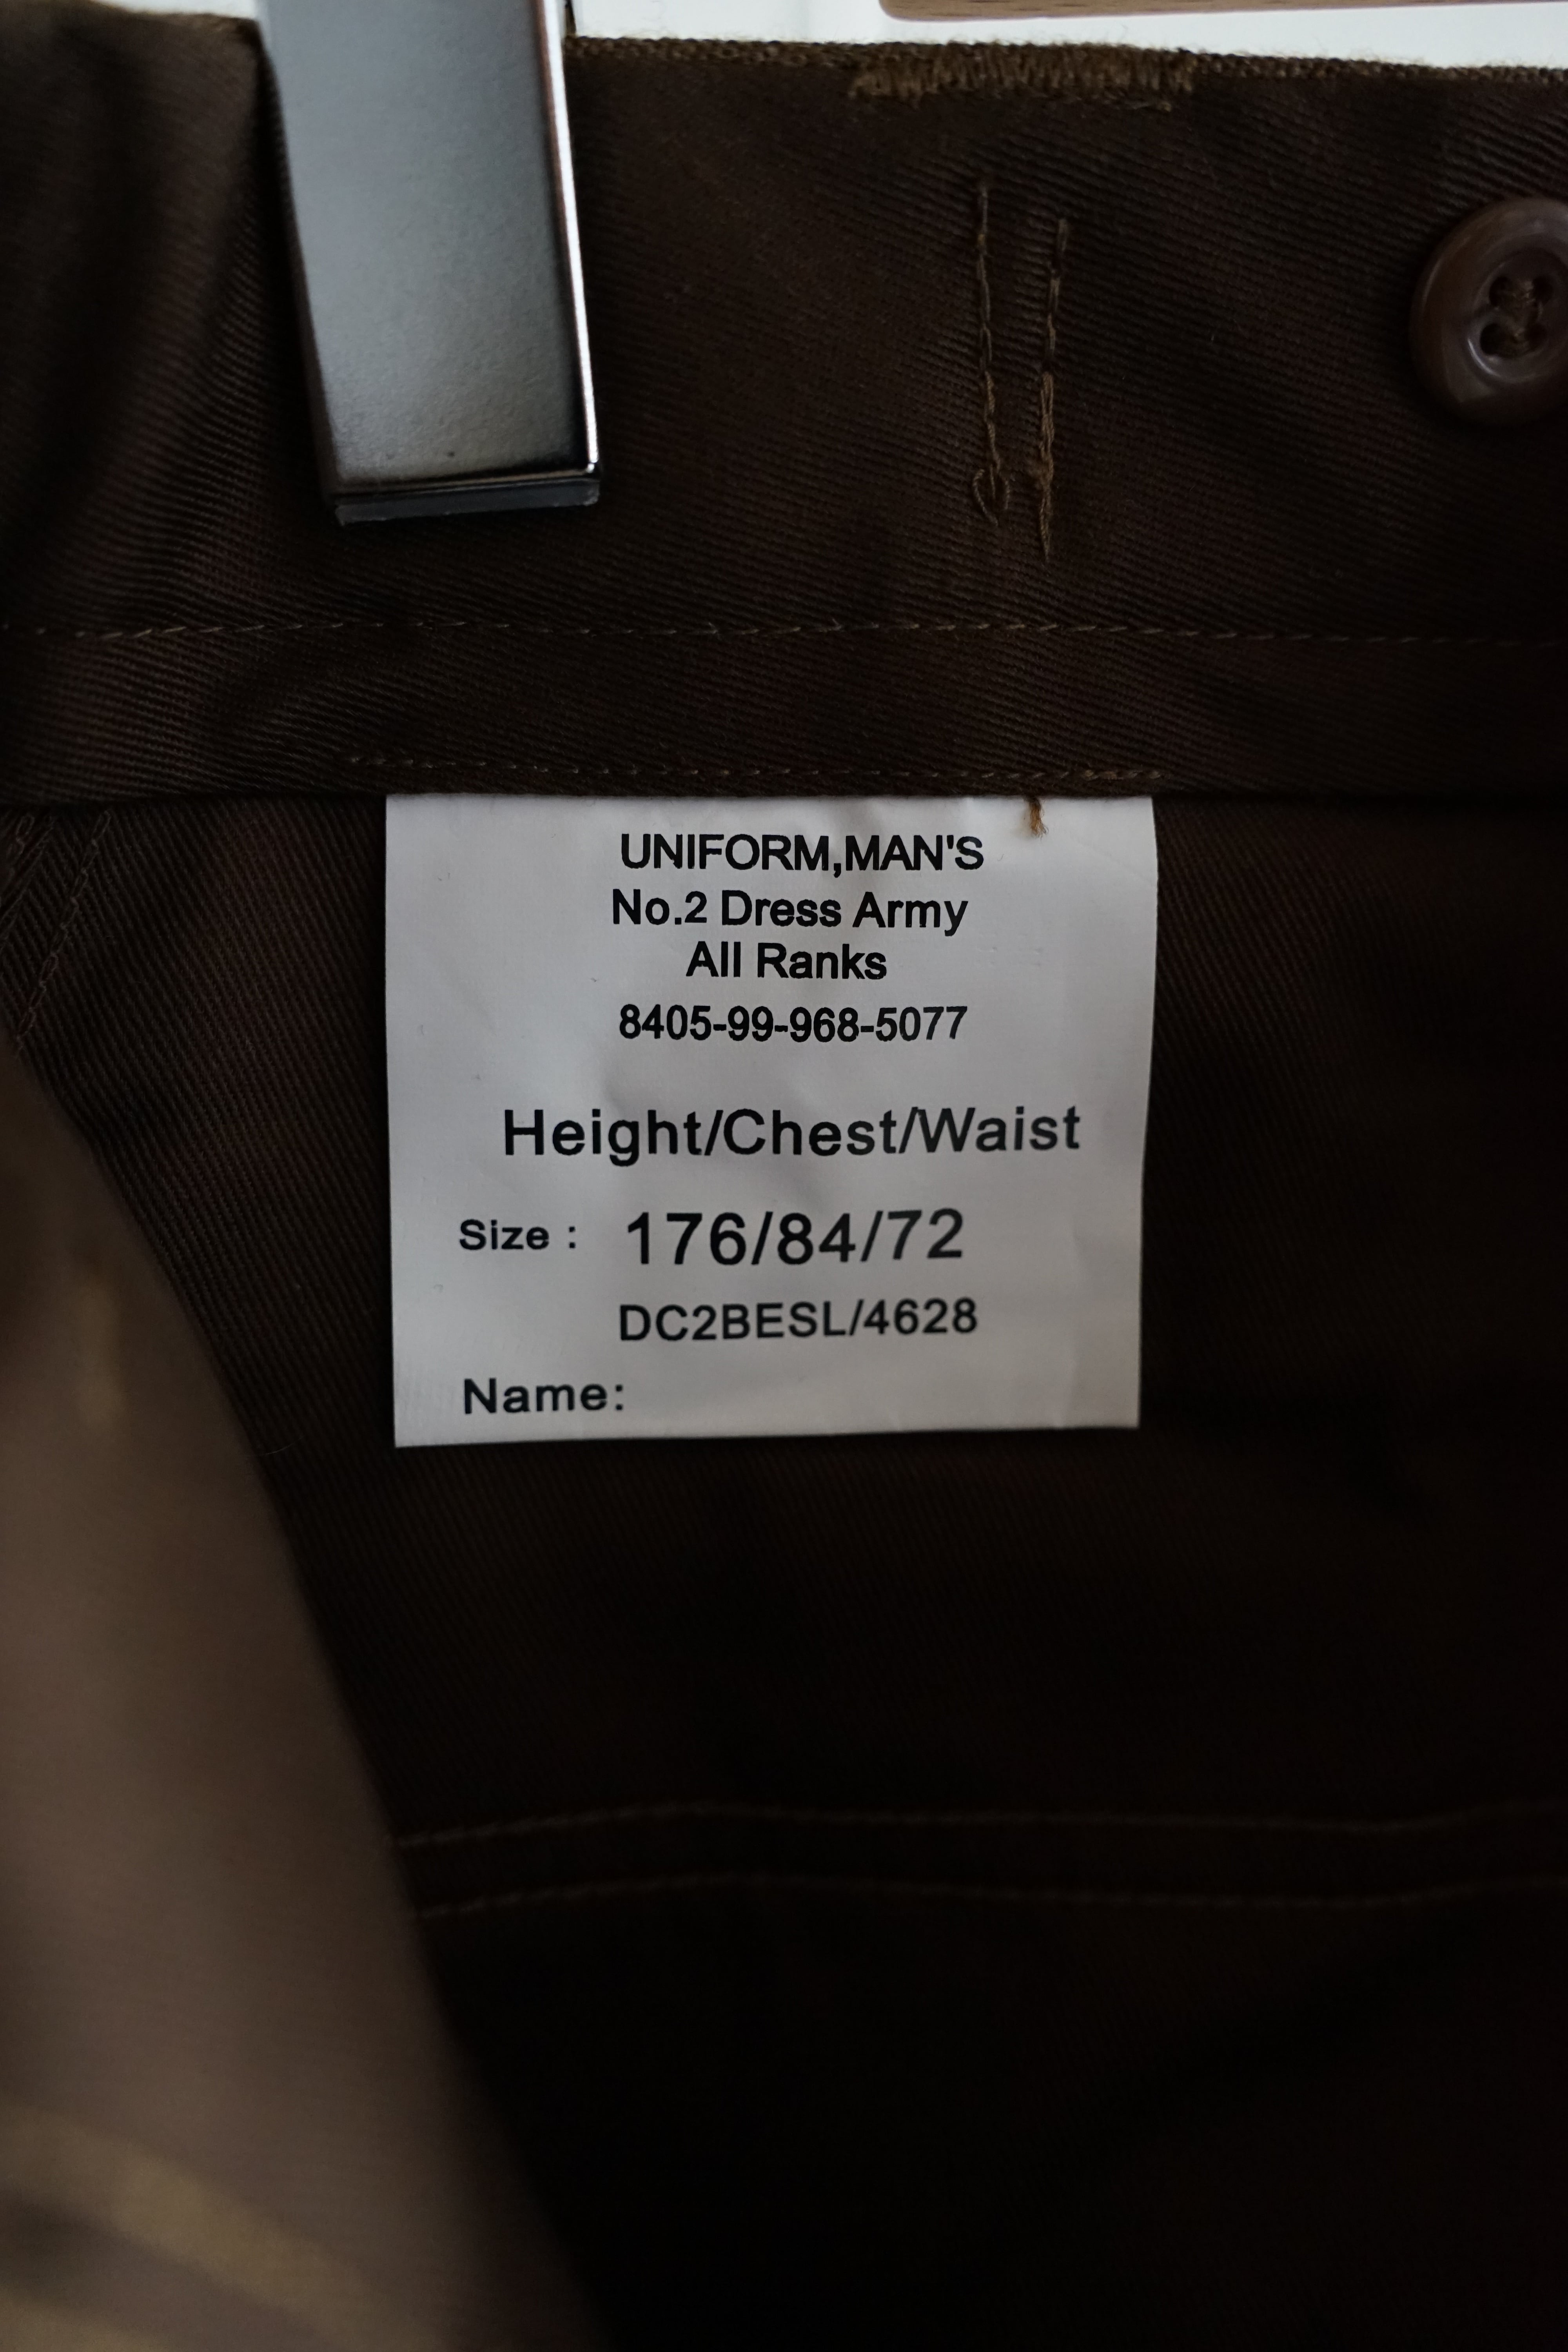 UNIFORM,MAN'S
No.2 Dress Army
All Ranks
8405-99-968-5077
Height/Chest/Waist
Size : 176/84/72
DC2BESL/4628
Name: